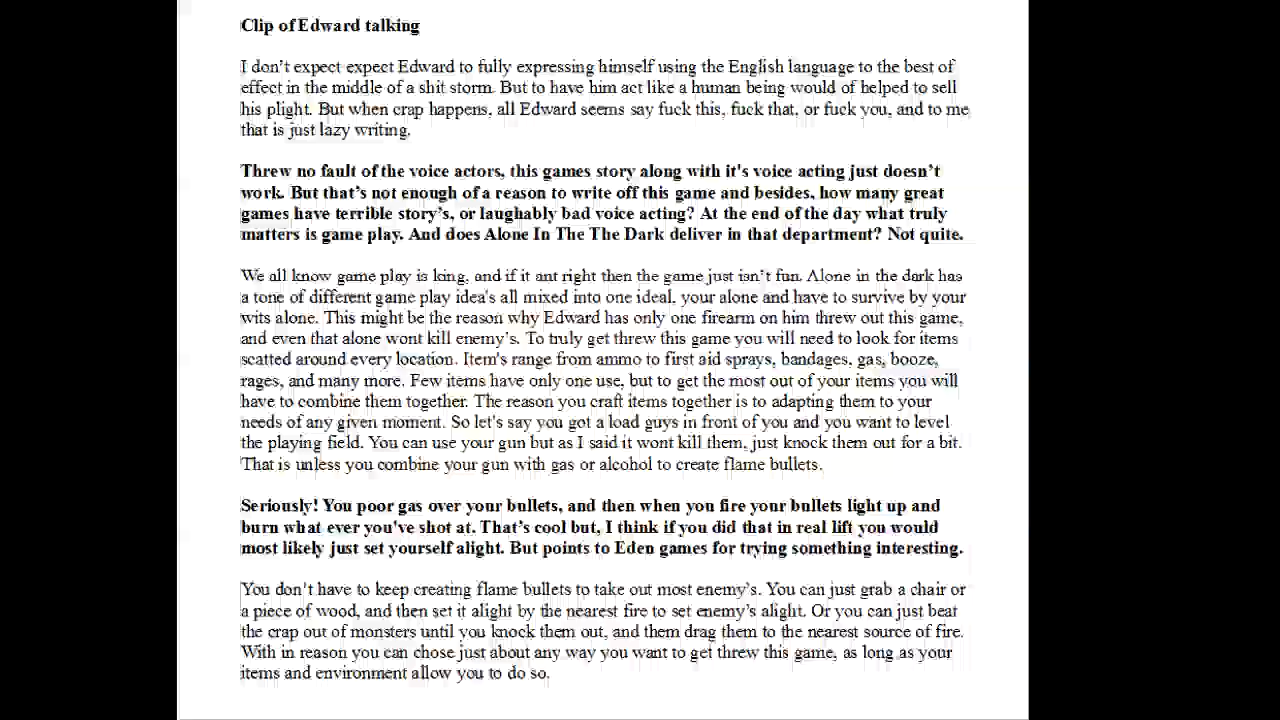 Clip of Edward talking
I don't expect expect Edward to fully expressing himself using the English language to the best of
effect in the middle of a shit storm. But to have him act like a human being would of helped to sell
his plight. But when crap happens, all Edward seems say fuck this, fuck that, or fuck you, and to me
that is just lazy writing.
Threw no fault of the voice actors, this games story along with it's voice acting just doesn't
work. But that's not enough of a reason to write off this game and besides, how many great
games have terrible story's, or laughably bad voice acting? At the end of the day what truly
matters is game play. And does Alone In The The Dark deliver in that department? Not quite.
We all know game play is king, and if it ant right then the game just isn't fun. Alone in the dark has
a tone of different game play idea's all mixed into one ideal, your alone and have to survive by your
wits alone. This might be the reason why Edward has only one firearm on him threw out this game,
and even that alone wont kill enemy's. To truly get threw this game you will need to look for items
scatted around every location. Item's range from ammo to first aid sprays, bandages, gas, booze,
rages, and many more. Few items have only one use, but to get the most out of your items you will
have to combine them together. The reason you craft items together is to adapting them to your
needs of any given moment. So let's say you got a load guys in front of you and you want to level
the playing field. You can use your gun but as I said it wont kill them, just knock them out for a bit.
That is unless you combine your gun with gas or alcohol to create flame bullets.
Seriously! You poor gas over your bullets, and then when you fire your bullets light up and
burn what ever you've shot at. That's cool but, I think if you did that in real lift you would
most likely just set yourself alight. But points to Eden games for trying something interesting.
You don't have to keep creating flame bullets to take out most enemy's. You can just grab a chair or
a piece of wood, and then set it alight by the nearest fire to set enemy's alight. Or you can just beat
the crap out of monsters until you knock them out, and them drag them to the nearest source of fire.
With in reason you can chose just about any way you want to get threw this game, as long as your
items and environment allow you to do so.